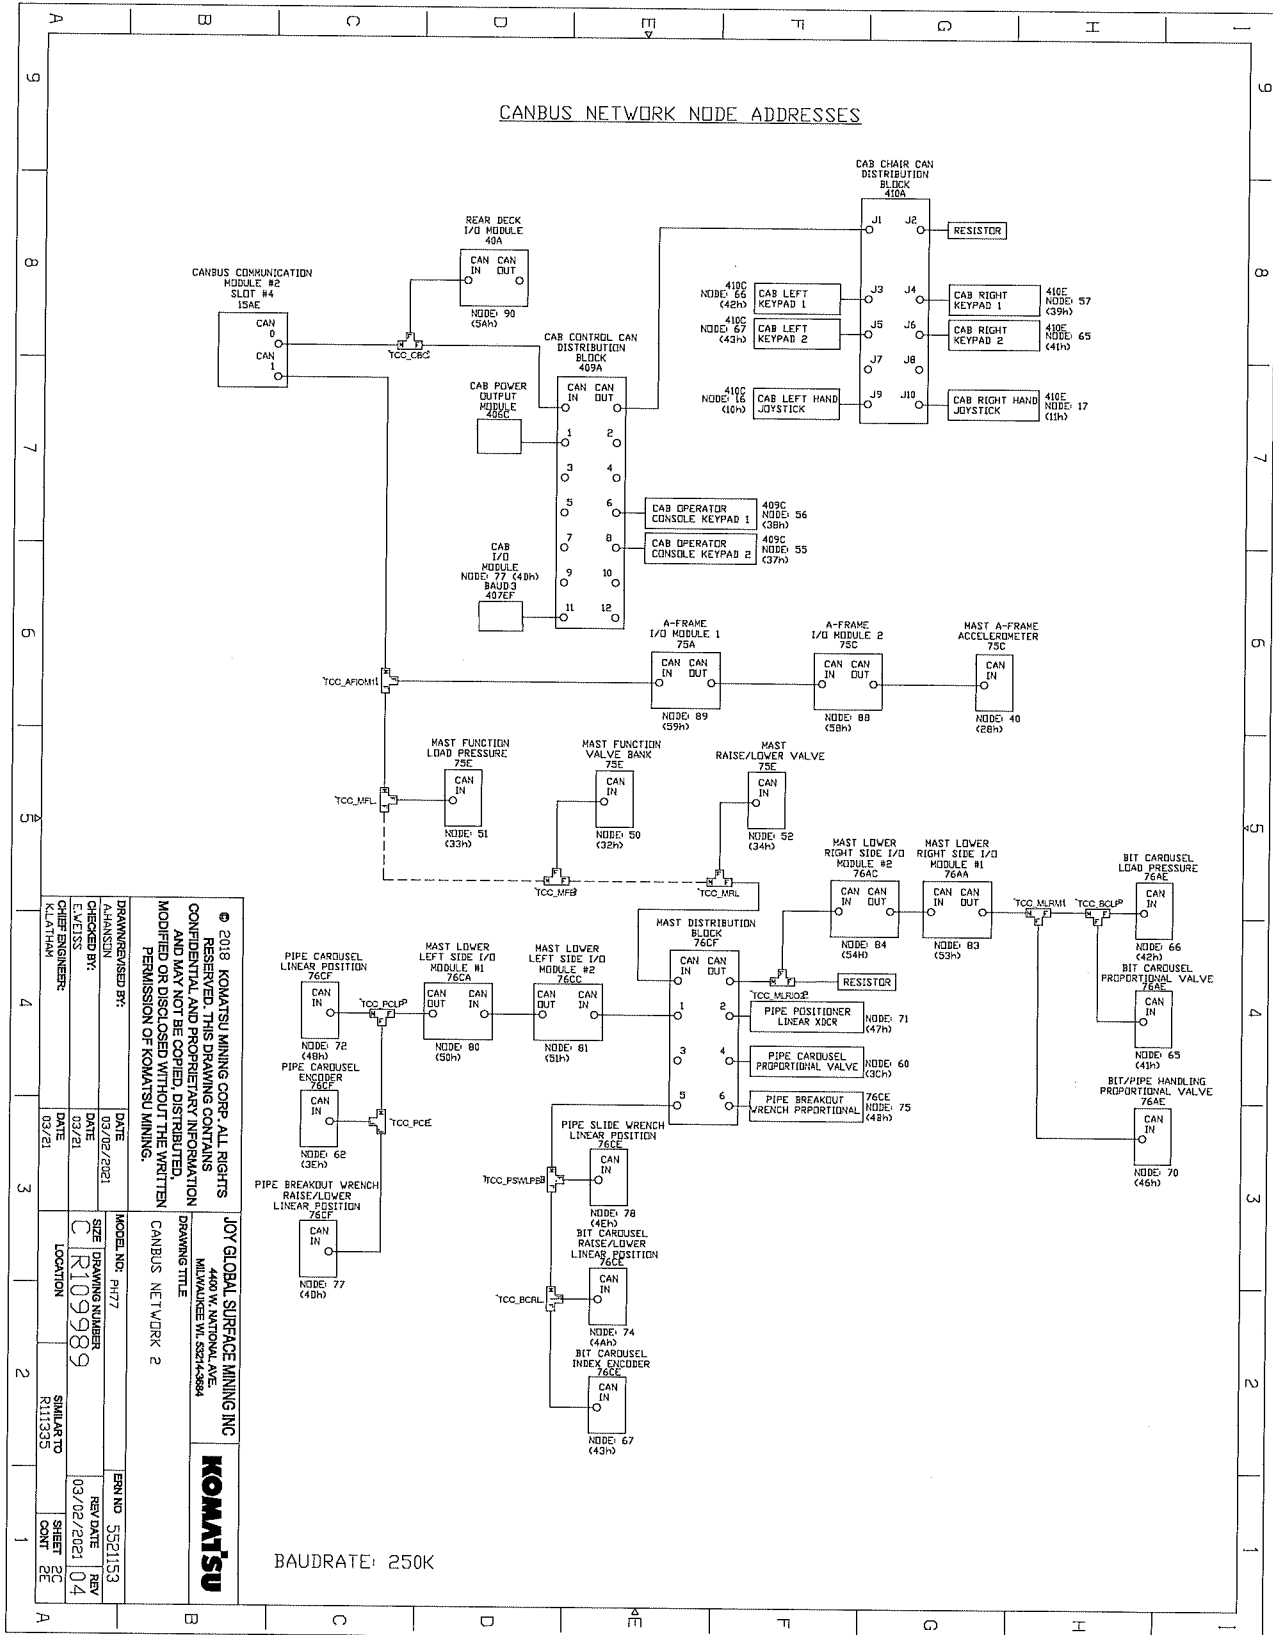 A
B
C
D
E
F
G
H
I
9
8
7
6
5
4
3
2
1
CANBUS NETWORK NODE ADDRESSES
CAB CHAIR CAN
DISTRIBUTION
BLOCK
410A
J1
J2
RESISTOR
J3
J4
J5
J6
J7
J8
J9
J10
410C
NODE: 66
(42h)
CAB LEFT
KEYPAD 1
410C
NODE: 67
(43h)
CAB LEFT
KEYPAD 2
410C
NODE: 16
(10h)
CAB LEFT HAND
JOYSTICK
CAB RIGHT
KEYPAD 1
410E
NODE: 57
(39h)
CAB RIGHT
KEYPAD 2
410E
NODE: 65
(41h)
CAB RIGHT HAND
JOYSTICK
410E
NODE: 17
(11h)
REAR DECK
I/O MODULE
40A
CAN CAN
IN OUT
NODE: 90
(5Ah)
CANBUS COMMUNICATION
MODULE #2
SLOT #4
15AE
CAN
0
CAN
1
TCC_CBC
CAB CONTROL CAN
DISTRIBUTION
BLOCK
409A
CAN CAN
IN OUT
1
2
3
4
5
6
7
8
9
10
11
12
CAB POWER
OUTPUT
MODULE
406C
CAB OPERATOR
CONSOLE KEYPAD 1
409C
NODE: 56
(38h)
CAB OPERATOR
CONSOLE KEYPAD 2
409C
NODE: 55
(37h)
CAB
I/O
MODULE
NODE: 77 (4Dh)
BAUD:3
407EF
TCC_AFIOM1
A-FRAME
I/O MODULE 1
75A
CAN CAN
IN OUT
NODE: 89
(59h)
A-FRAME
I/O MODULE 2
75C
CAN CAN
IN OUT
NODE: 88
(58h)
MAST A-FRAME
ACCELEROMETER
75C
CAN
IN
NODE: 40
(28h)
TCC_MFL
MAST FUNCTION
LOAD PRESSURE
75E
CAN
IN
NODE: 51
(33h)
MAST FUNCTION
VALVE BANK
75E
CAN
IN
NODE: 50
(32h)
TCC_MFB
MAST
RAISE/LOWER VALVE
75E
CAN
IN
NODE: 52
(34h)
TCC_MRL
MAST LOWER
RIGHT SIDE I/O
MODULE #2
76AC
CAN CAN
IN OUT
NODE: 84
(54H)
MAST LOWER
RIGHT SIDE I/O
MODULE #1
76AA
CAN CAN
IN OUT
NODE: 83
(53h)
TCC_MLRM1
TCC_BCLP
BIT CAROUSEL
LOAD PRESSURE
76AE
CAN
IN
NODE: 66
(42h)
BIT CAROUSEL
PROPORTIONAL VALVE
76AE
CAN
IN
NODE: 65
(41h)
BIT/PIPE HANDLING
PROPORTIONAL VALVE
76AE
CAN
IN
NODE: 70
(46h)
MAST DISTRIBUTION
BLOCK
76CF
CAN CAN
IN OUT
1
2
3
4
5
6
TCC_MLRIO2
RESISTOR
PIPE POSITIONER
LINEAR XDCR
NODE: 71
(47h)
PIPE CAROUSEL
PROPORTIONAL VALVE
NODE: 60
(3Ch)
PIPE BREAKOUT
WRENCH PRPORTIONAL
76CE
NODE: 75
(4Bh)
PIPE CAROUSEL
LINEAR POSITION
76CF
CAN
IN
NODE: 72
(48h)
TCC_PCLP
MAST LOWER
LEFT SIDE I/O
MODULE #1
76CA
CAN CAN
OUT IN
NODE: 80
(50h)
MAST LOWER
LEFT SIDE I/O
MODULE #2
76CC
CAN CAN
OUT IN
NODE: 81
(51h)
PIPE CAROUSEL
ENCODER
76CF
CAN
IN
NODE: 62
(3Eh)
TCC_PCE
PIPE BREAKOUT WRENCH
RAISE/LOWER
LINEAR POSITION
76CF
CAN
IN
NODE: 77
(4Dh)
PIPE SLIDE WRENCH
LINEAR POSITION
76CE
CAN
IN
NODE: 78
(4Eh)
TCC_PSWLPB
BIT CAROUSEL
RAISE/LOWER
LINEAR POSITION
76CE
CAN
IN
NODE: 74
(4Ah)
TCC_BCRL
BIT CAROUSEL
INDEX ENCODER
76CE
CAN
IN
NODE: 67
(43h)
BAUDRATE: 250K
© 2018 KOMATSU MINING CORP. ALL RIGHTS
RESERVED. THIS DRAWING CONTAINS
CONFIDENTIAL AND PROPRIETARY INFORMATION
AND MAY NOT BE COPIED, DISTRIBUTED,
MODIFIED OR DISCLOSED WITHOUT THE WRITTEN
PERMISSION OF KOMATSU MINING.
DRAWN/REVISED BY:
A.HANSON
DATE
03/02/2021
CHECKED BY:
E.WEISS
DATE
03/21
CHIEF ENGINEER:
K.LATHAM
DATE
03/21
JOY GLOBAL SURFACE MINING INC
4400 W. NATIONAL AVE.
MILWAUKEE WI. 53214-3684
KOMATSU
DRAWING TITLE
CANBUS NETWORK 2
MODEL NO: PH77
ERN NO 5521153
SIZE
C
DRAWING NUMBER
R109989
REV DATE
03/02/2021
REV
04
LOCATION
SIMILAR TO
R111335
SHEET 2C
CONT 2E